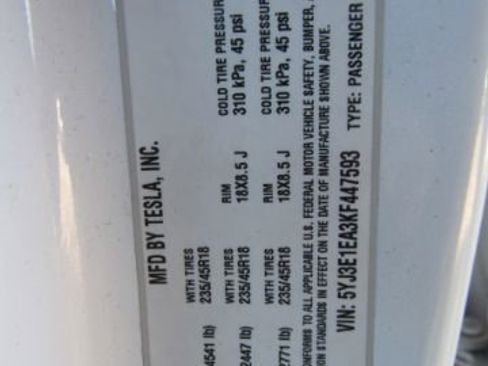 MFD BY TESLA, INC.
4541 lb) WITH TIRES 235/45R18
2447 lb) WITH TIRES 235/45R18 RIM 18X8.5 J COLD TIRE PRESSURE 310 kPa, 45 psi
2771 lb) WITH TIRES 235/45R18 RIM 18X8.5 J COLD TIRE PRESSURE 310 kPa, 45 psi
CONFORMS TO ALL APPLICABLE U.S. FEDERAL MOTOR VEHICLE SAFETY, BUMPER,
ON STANDARDS IN EFFECT ON THE DATE OF MANUFACTURE SHOWN ABOVE.
VIN: 5YJ3E1EA3KF447593 TYPE: PASSENGER